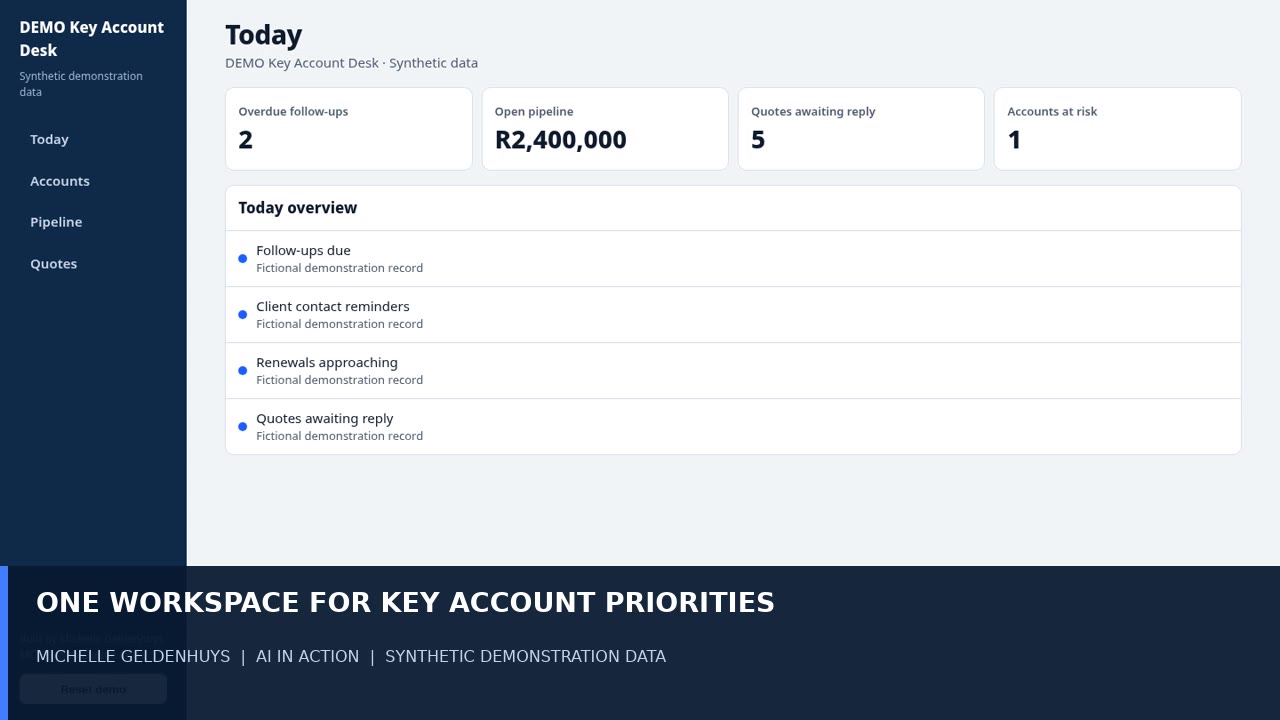 DEMO Key Account
Desk
Synthetic demonstration
data
Today
Accounts
Pipeline
Quotes
Today
DEMO Key Account Desk · Synthetic data
Overdue follow-ups
2
Open pipeline
R2,400,000
Quotes awaiting reply
5
Accounts at risk
1
Today overview
Follow-ups due
Fictional demonstration record
Client contact reminders
Fictional demonstration record
Renewals approaching
Fictional demonstration record
Quotes awaiting reply
Fictional demonstration record
ONE WORKSPACE FOR KEY ACCOUNT PRIORITIES
Built by Michelle Geldenhuys
MICHELLE GELDENHUYS | AI IN ACTION | SYNTHETIC DEMONSTRATION DATA
Reset demo